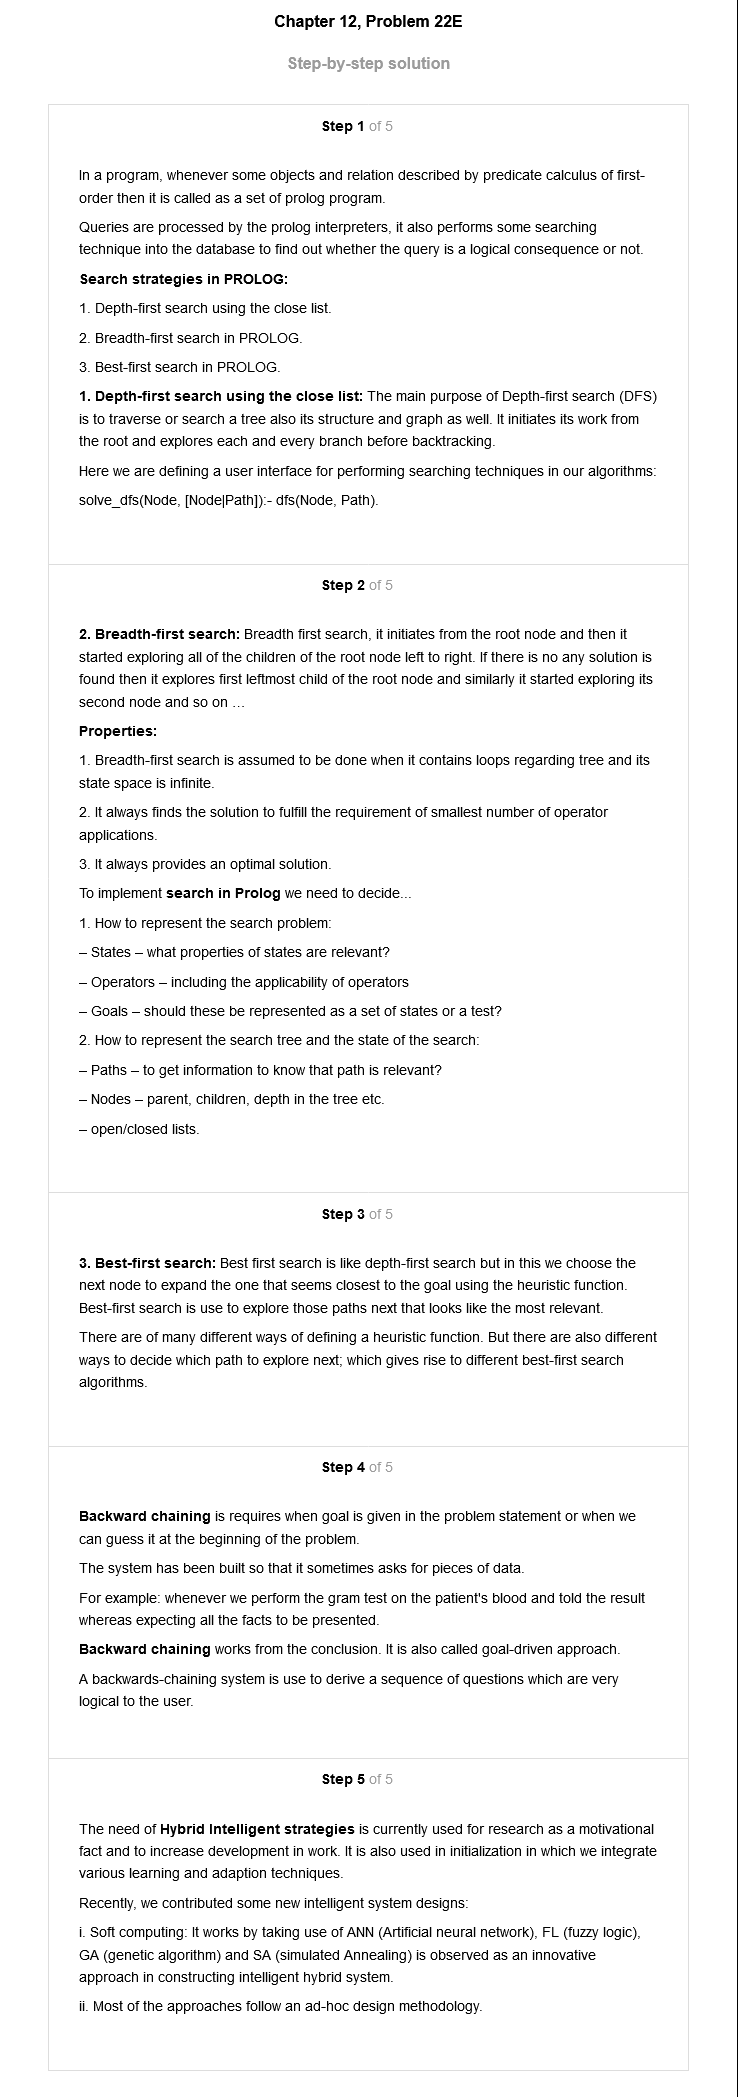 Chapter 12, Problem 22E
Step-by-step solution
Step 1 of 5
In a program, whenever some objects and relation described by predicate calculus of first-
order then it is called as a set of prolog program.
Queries are processed by the prolog interpreters, it also performs some searching
technique into the database to find out whether the query is a logical consequence or not.
Search strategies in PROLOG:
1. Depth-first search using the close list.
2. Breadth-first search in PROLOG.
3. Best-first search in PROLOG.
1. Depth-first search using the close list: The main purpose of Depth-first search (DFS)
is to traverse or search a tree also its structure and graph as well. It initiates its work from
the root and explores each and every branch before backtracking.
Here we are defining a user interface for performing searching techniques in our algorithms:
solve_dfs(Node, [Node|Path]):- dfs(Node, Path).
Step 2 of 5
2. Breadth-first search: Breadth first search, it initiates from the root node and then it
started exploring all of the children of the root node left to right. If there is no any solution is
found then it explores first leftmost child of the root node and similarly it started exploring its
second node and so on …
Properties:
1. Breadth-first search is assumed to be done when it contains loops regarding tree and its
state space is infinite.
2. It always finds the solution to fulfill the requirement of smallest number of operator
applications.
3. It always provides an optimal solution.
To implement search in Prolog we need to decide...
1. How to represent the search problem:
– States – what properties of states are relevant?
– Operators – including the applicability of operators
– Goals – should these be represented as a set of states or a test?
2. How to represent the search tree and the state of the search:
– Paths – to get information to know that path is relevant?
– Nodes – parent, children, depth in the tree etc.
– open/closed lists.
Step 3 of 5
3. Best-first search: Best first search is like depth-first search but in this we choose the
next node to expand the one that seems closest to the goal using the heuristic function.
Best-first search is use to explore those paths next that looks like the most relevant.
There are of many different ways of defining a heuristic function. But there are also different
ways to decide which path to explore next; which gives rise to different best-first search
algorithms.
Step 4 of 5
Backward chaining is requires when goal is given in the problem statement or when we
can guess it at the beginning of the problem.
The system has been built so that it sometimes asks for pieces of data.
For example: whenever we perform the gram test on the patient's blood and told the result
whereas expecting all the facts to be presented.
Backward chaining works from the conclusion. It is also called goal-driven approach.
A backwards-chaining system is use to derive a sequence of questions which are very
logical to the user.
Step 5 of 5
The need of Hybrid Intelligent strategies is currently used for research as a motivational
fact and to increase development in work. It is also used in initialization in which we integrate
various learning and adaption techniques.
Recently, we contributed some new intelligent system designs:
i. Soft computing: It works by taking use of ANN (Artificial neural network), FL (fuzzy logic),
GA (genetic algorithm) and SA (simulated Annealing) is observed as an innovative
approach in constructing intelligent hybrid system.
ii. Most of the approaches follow an ad-hoc design methodology.